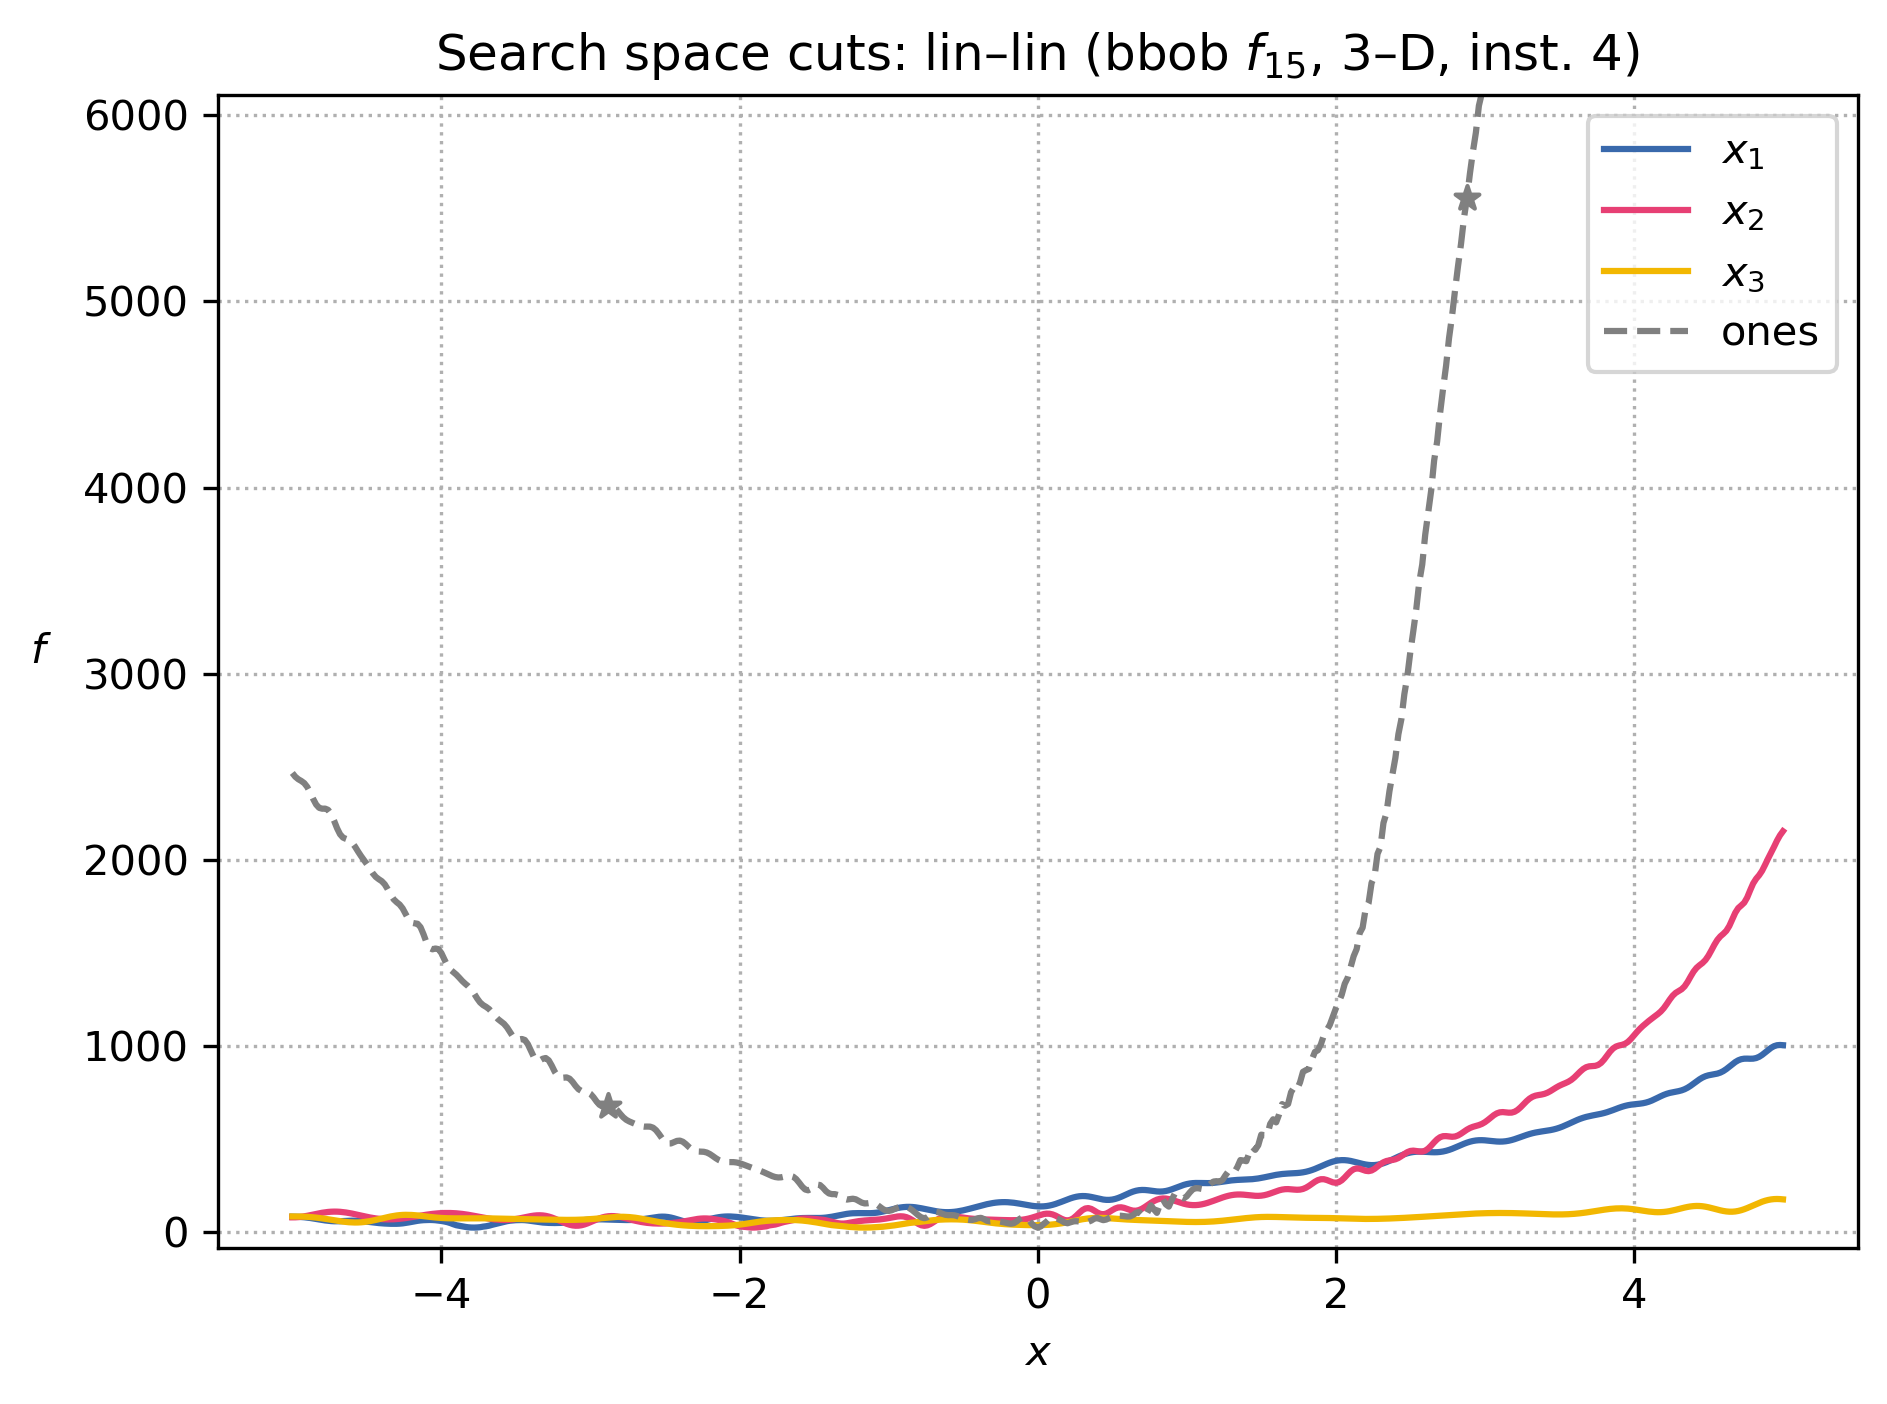 Search space cuts: lin–lin (bbob f15, 3–D, inst. 4)
6000
5000
4000
3000
2000
1000
0
f
−4 −2 0 2 4
x
x1
x2
x3
ones